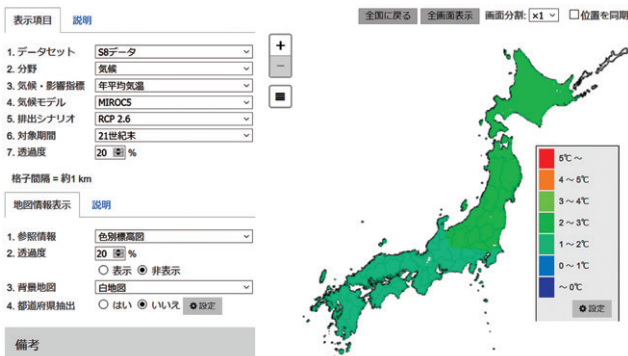 表示項目 説明
全国に戻る 全画面表示 画面分割: ×1 位置を同期
1. データセット S8データ
2. 分野 気候
3. 気候・影響指標 年平均気温
4. 気候モデル MIROC5
5. 排出シナリオ RCP 2.6
6. 対象期間 21世紀末
7. 透過度 20 %
格子間隔 = 約1 km
地図情報表示 説明
1. 参照情報 色別標高図
2. 透過度 20 %
表示 非表示
3. 背景地図 白地図
4. 都道府県抽出 はい いいえ 設定
備考
+
−
5℃ ～
4 ～ 5℃
3 ～ 4℃
2 ～ 3℃
1 ～ 2℃
0 ～ 1℃
～ 0℃
設定